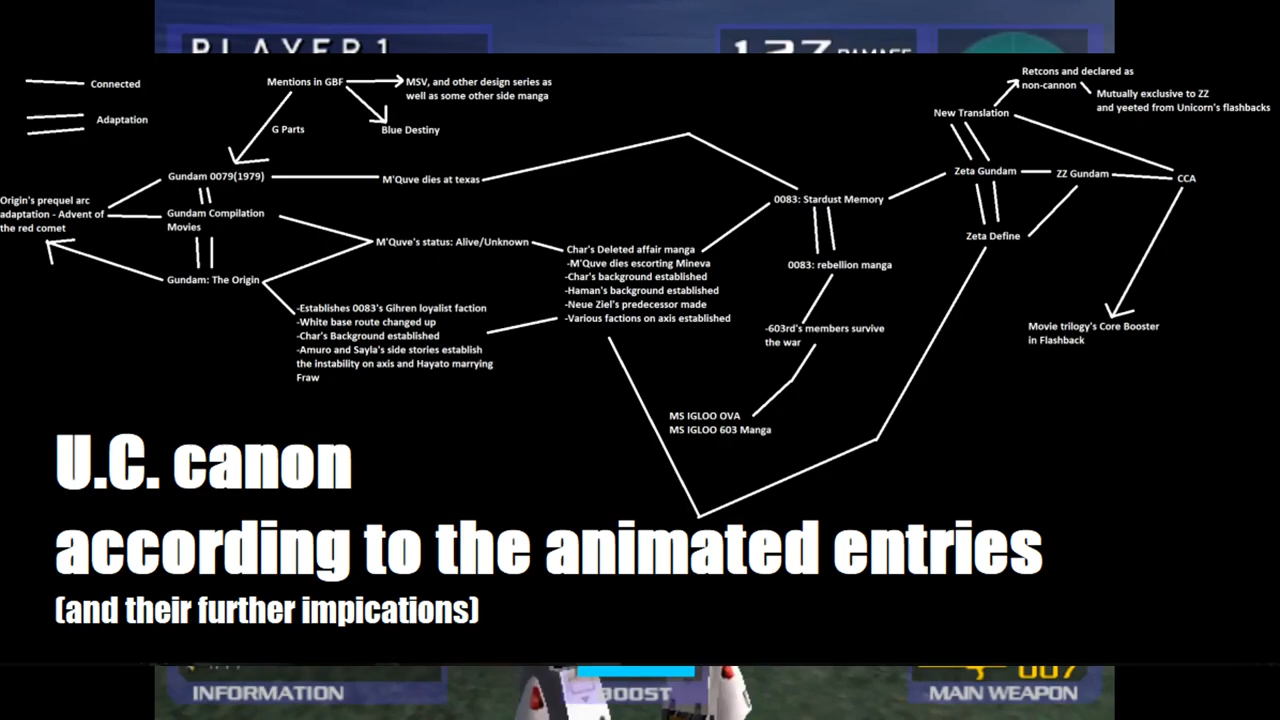 PLAYER1
127 DAMAGE
Connected
Adaptation
Mentions in GBF
MSV, and other design series as
well as some other side manga
G Parts
Blue Destiny
Retcons and declared as
non-cannon
Mutually exclusive to ZZ
and yeeted from Unicorn's flashbacks
New Translation
Gundam 0079(1979)
M'Quve dies at texas
Zeta Gundam
ZZ Gundam
CCA
Origin's prequel arc
adaptation - Advent of
the red comet
Gundam Compilation
Movies
0083: Stardust Memory
M'Quve's status: Alive/Unknown
Zeta Define
Char's Deleted affair manga
-M'Quve dies escorting Mineva
-Char's background established
-Haman's background established
-Neue Ziel's predecessor made
-Various factions on axis established
0083: rebellion manga
Gundam: The Origin
-Establishes 0083's Gihren loyalist faction
-White base route changed up
-Char's Background established
-Amuro and Sayla's side stories establish
the instability on axis and Hayato marrying
Fraw
-603rd's members survive
the war
Movie trilogy's Core Booster
in Flashback
MS IGLOO OVA
MS IGLOO 603 Manga
U.C. canon
according to the animated entries
(and their further impications)
007
INFORMATION
BOOST
MAIN WEAPON